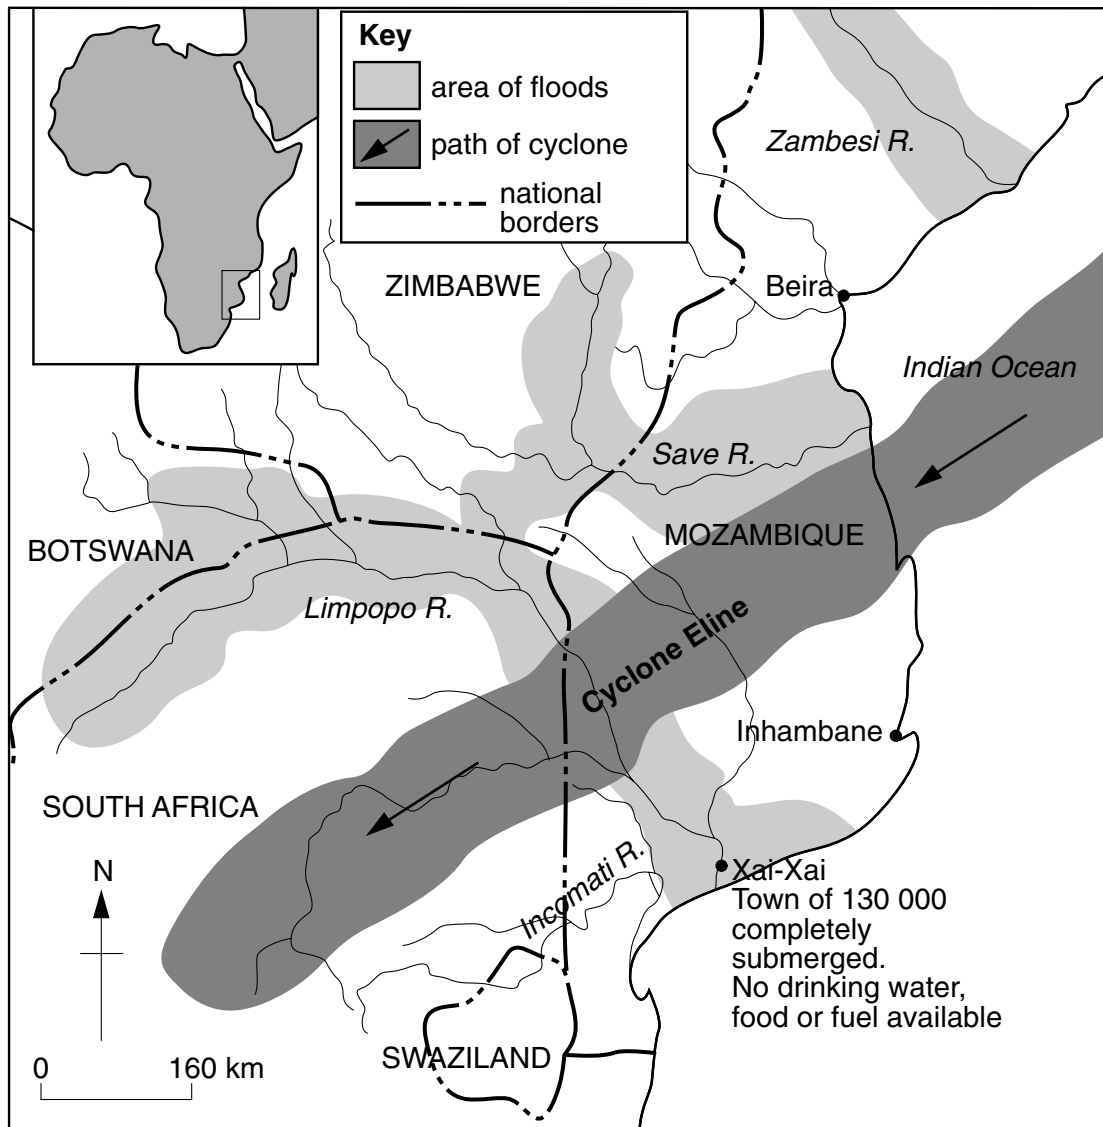 Key
area of floods
path of cyclone
national
borders
Zambesi R.
ZIMBABWE
Beira
Indian Ocean
Save R.
MOZAMBIQUE
BOTSWANA
Limpopo R.
Cyclone Eline
Inhambane
SOUTH AFRICA
N
Xai-Xai
Town of 130 000
completely
submerged.
No drinking water,
food or fuel available
Incomati R.
SWAZILAND
0 160 km